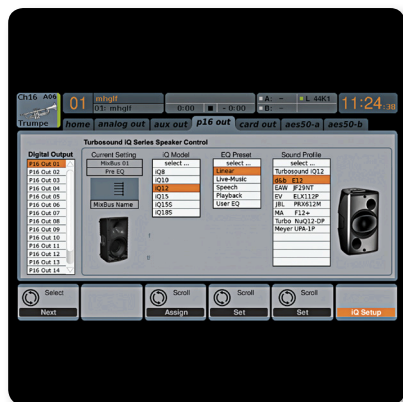 Ch16 A06
Trumpe
01 mhglf
01: mhglf
0:00 - 0:00
A: -
B: -
L 44K1
11:24:38
home analog out aux out p16 out card out aes50-a aes50-b
Turbosound iQ Series Speaker Control
Digital Output
P16 Out 01
P16 Out 02
P16 Out 03
P16 Out 04
P16 Out 05
P16 Out 06
P16 Out 07
P16 Out 08
P16 Out 09
P16 Out 10
P16 Out 11
P16 Out 12
P16 Out 13
P16 Out 14
Current Setting
MixBus 01
Pre EQ
MixBus Name
iQ Model
select ...
iQ8
iQ10
iQ12
iQ15
iQ15S
iQ18S
EQ Preset
select ...
Linear
Live-Music
Speech
Playback
User EQ
Sound Profile
select ...
Turbosound iQ12
d&b E12
EAW JF29NT
EV ELX112P
JBL PRX612M
MA F12+
Turbo NuQ12-DP
Meyer UPA-1P
Select
Next
Scroll
Assign
Scroll
Set
Scroll
Set
iQ Setup